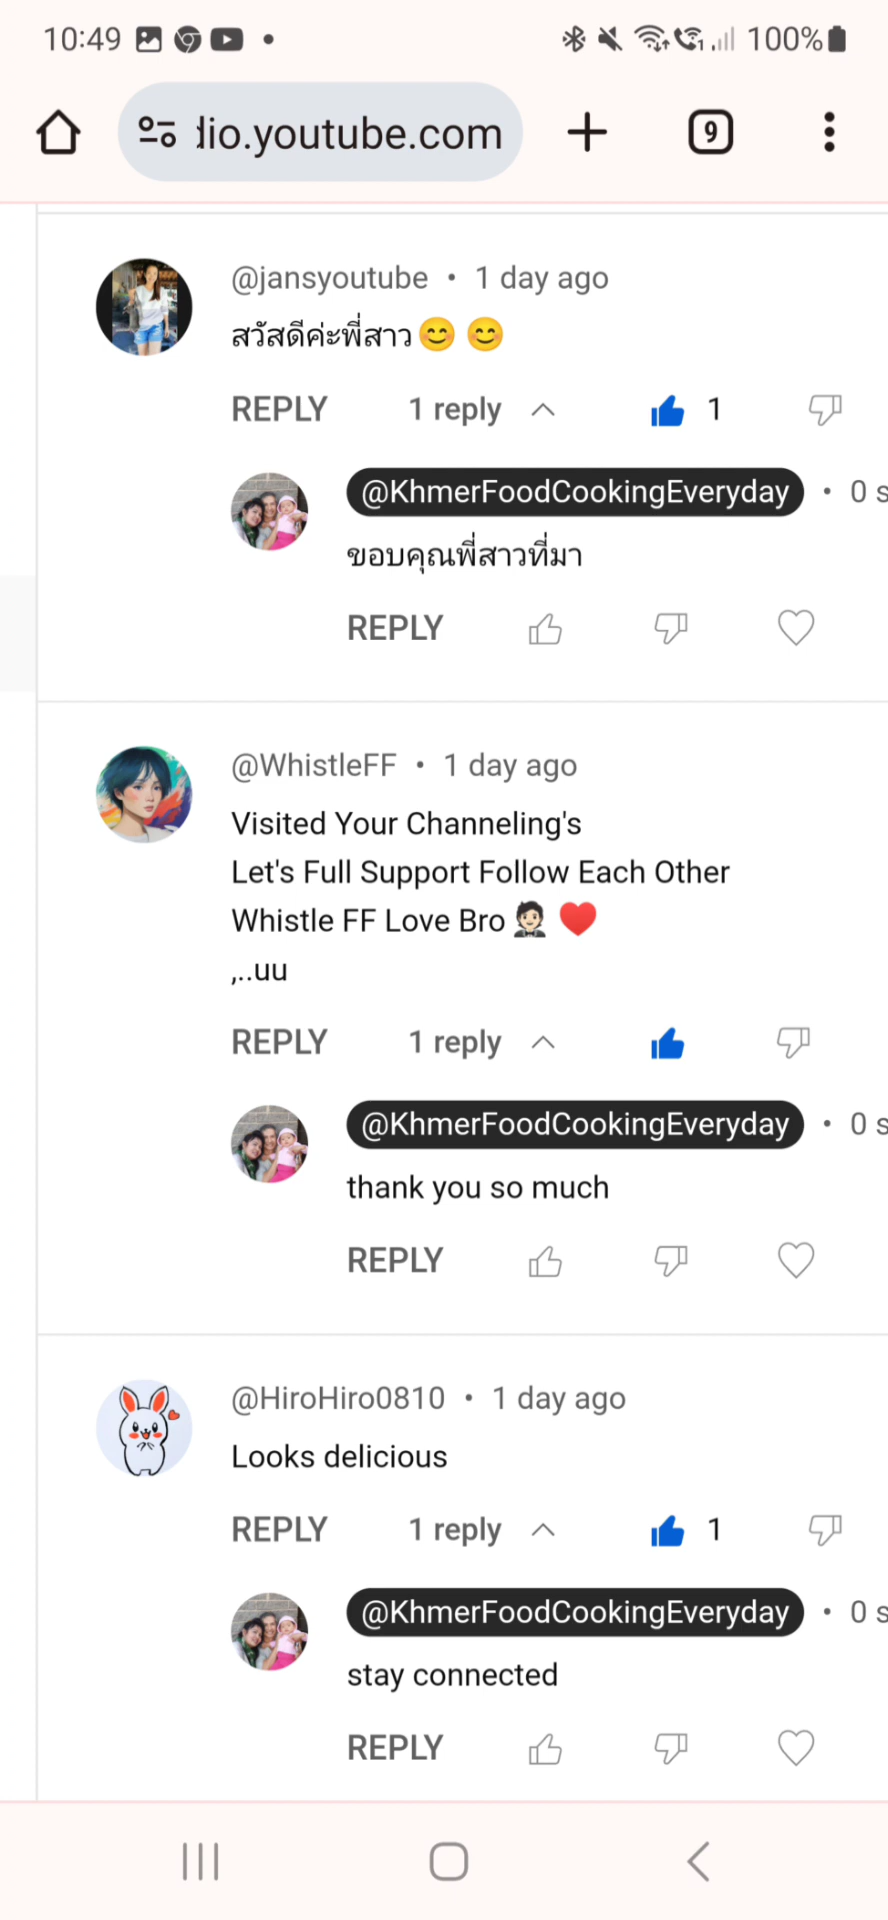 10:49
100%
dio.youtube.com
9
@jansyoutube • 1 day ago
สวัสดีค่ะพี่สาว😊 😊
REPLY 1 reply 1
@KhmerFoodCookingEveryday • 0 s
ขอบคุณพี่สาวที่มา
REPLY
@WhistleFF • 1 day ago
Visited Your Channeling's
Let's Full Support Follow Each Other
Whistle FF Love Bro🤵🏻 ♥️
,..uu
REPLY 1 reply
@KhmerFoodCookingEveryday • 0 s
thank you so much
REPLY
@HiroHiro0810 • 1 day ago
Looks delicious
REPLY 1 reply 1
@KhmerFoodCookingEveryday • 0 s
stay connected
REPLY